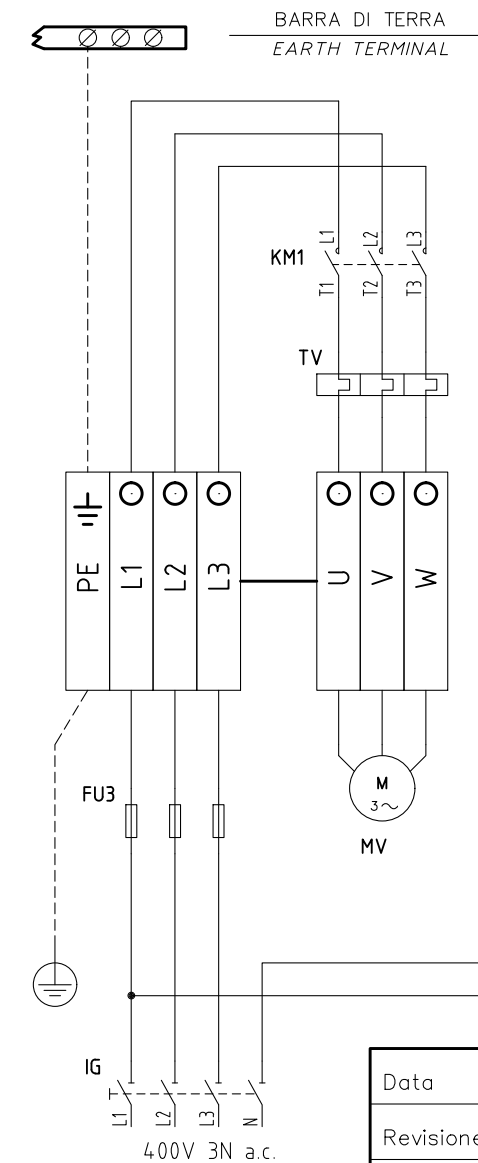 BARRA DI TERRA
EARTH TERMINAL
L1 L2 L3
KM1
T1 T2 T3
TV
PE L1 L2 L3 U V W
FU3
M
3~
MV
IG
L1 L2 L3 N
400V 3N a.c.
Data
Revisione